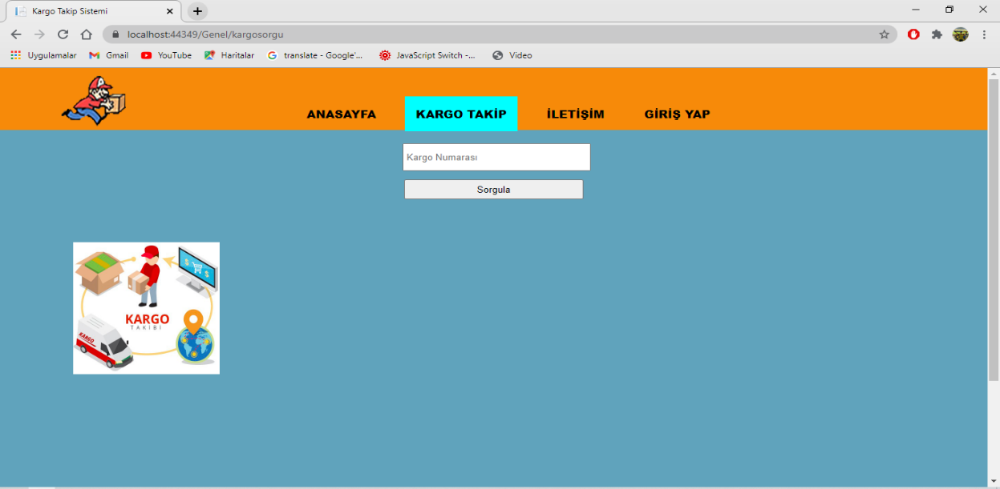 Kargo Takip Sistemi
localhost:44349/Genel/kargosorgu
Uygulamalar Gmail YouTube Haritalar translate - Google'... JavaScript Switch -... Video
ANASAYFA KARGO TAKİP İLETİŞİM GİRİŞ YAP
Kargo Numarası
Sorgula
KARGO
TAKİBİ
KARGO